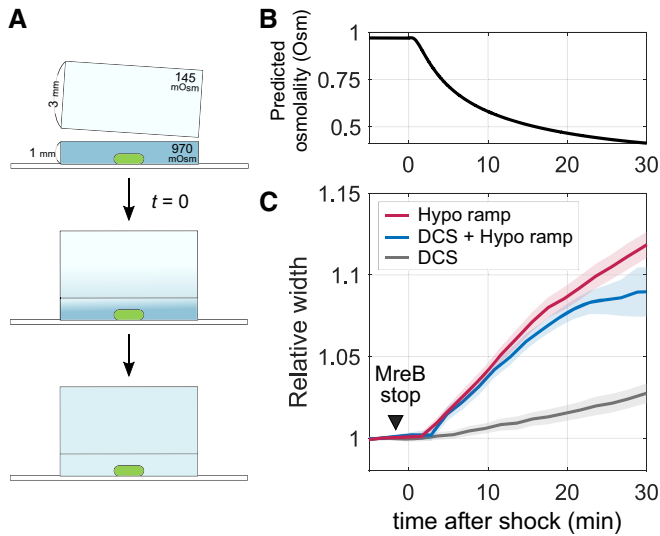 A
145
mOsm
3 mm
1 mm
970
mOsm
t = 0
B
Predicted
osmolality (Osm)
1
0.75
0.5
0
10
20
30
C
1.15
1.1
1.05
1
Relative width
Hypo ramp
DCS + Hypo ramp
DCS
MreB
stop
0
10
20
30
time after shock (min)